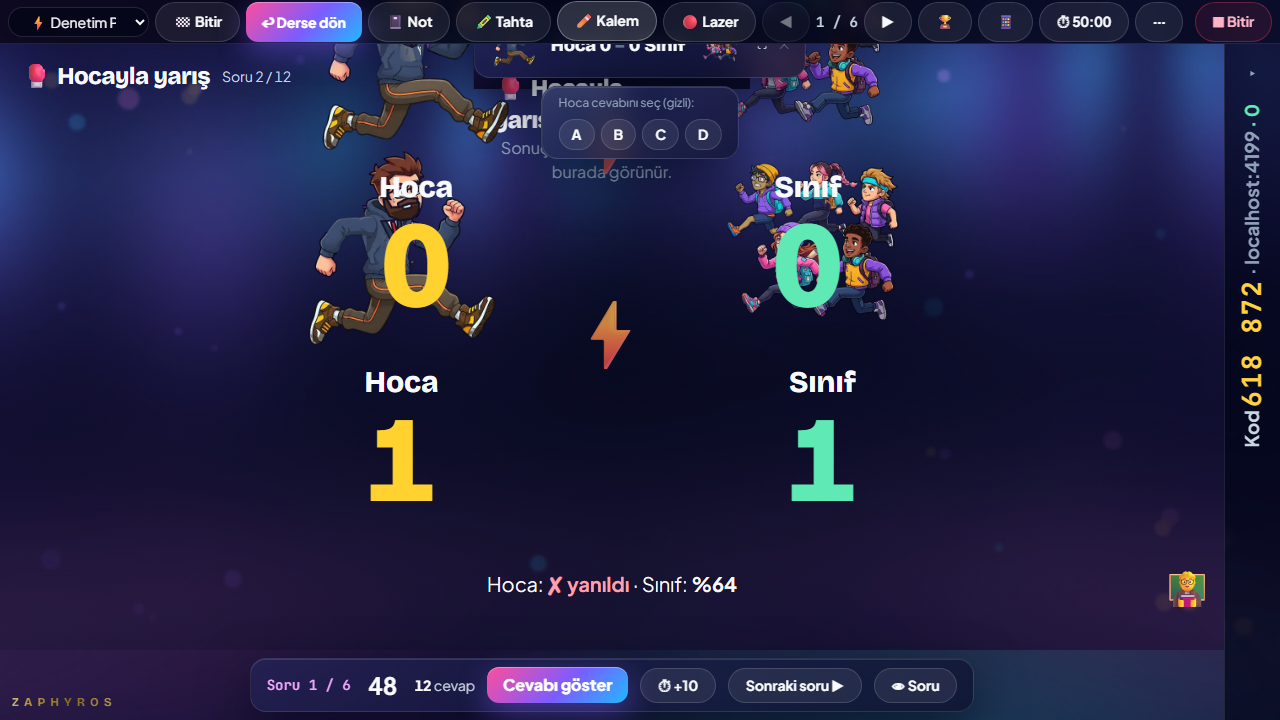 Denetim F
Bitir
Derse dön
Not
Tahta
Kalem
Lazer
1 / 6
50:00
---
Bitir
Hocayla yarış
Soru 2 / 12
Hoca 0 – 0 Sınıf
Hocayla
yarış
Hoca cevabını seç (gizli):
A
B
C
D
burada görünür.
Hoca
Sınıf
0
0
Hoca
Sınıf
1
1
Hoca: ✗ yanıldı · Sınıf: %64
Kod 618 872 · localhost:4199 · 0
Soru 1 / 6
48
12 cevap
Cevabı göster
+10
Sonraki soru
Soru
ZAPHYROS